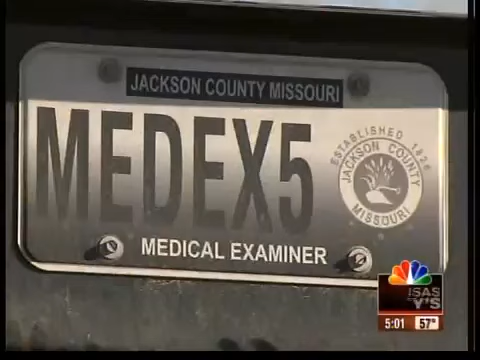 JACKSON COUNTY MISSOURI
MEDEX5
ESTABLISHED 1826
JACKSON COUNTY
MISSOURI
MEDICAL EXAMINER
5:01 57°